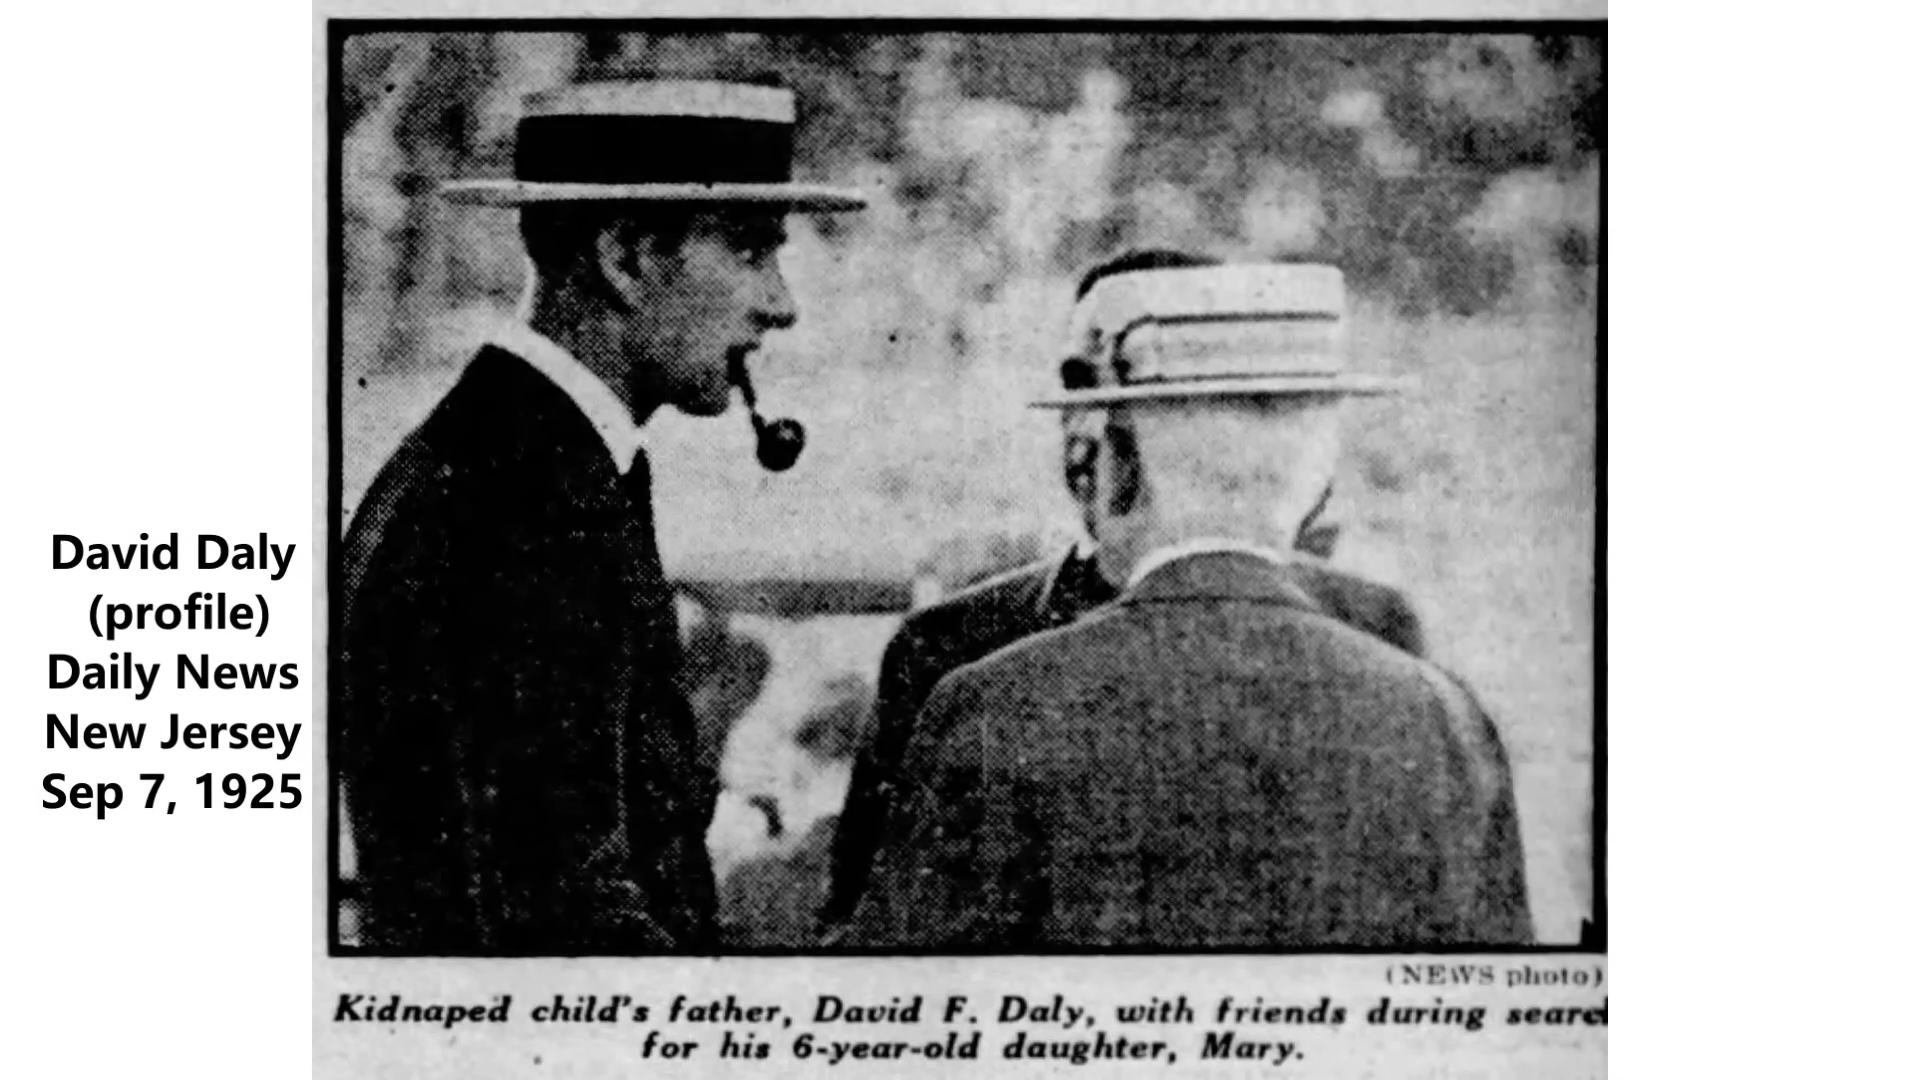 David Daly
(profile)
Daily News
New Jersey
Sep 7, 1925
(NEWS photo)
Kidnaped child's father, David F. Daly, with friends during search
for his 6-year-old daughter, Mary.